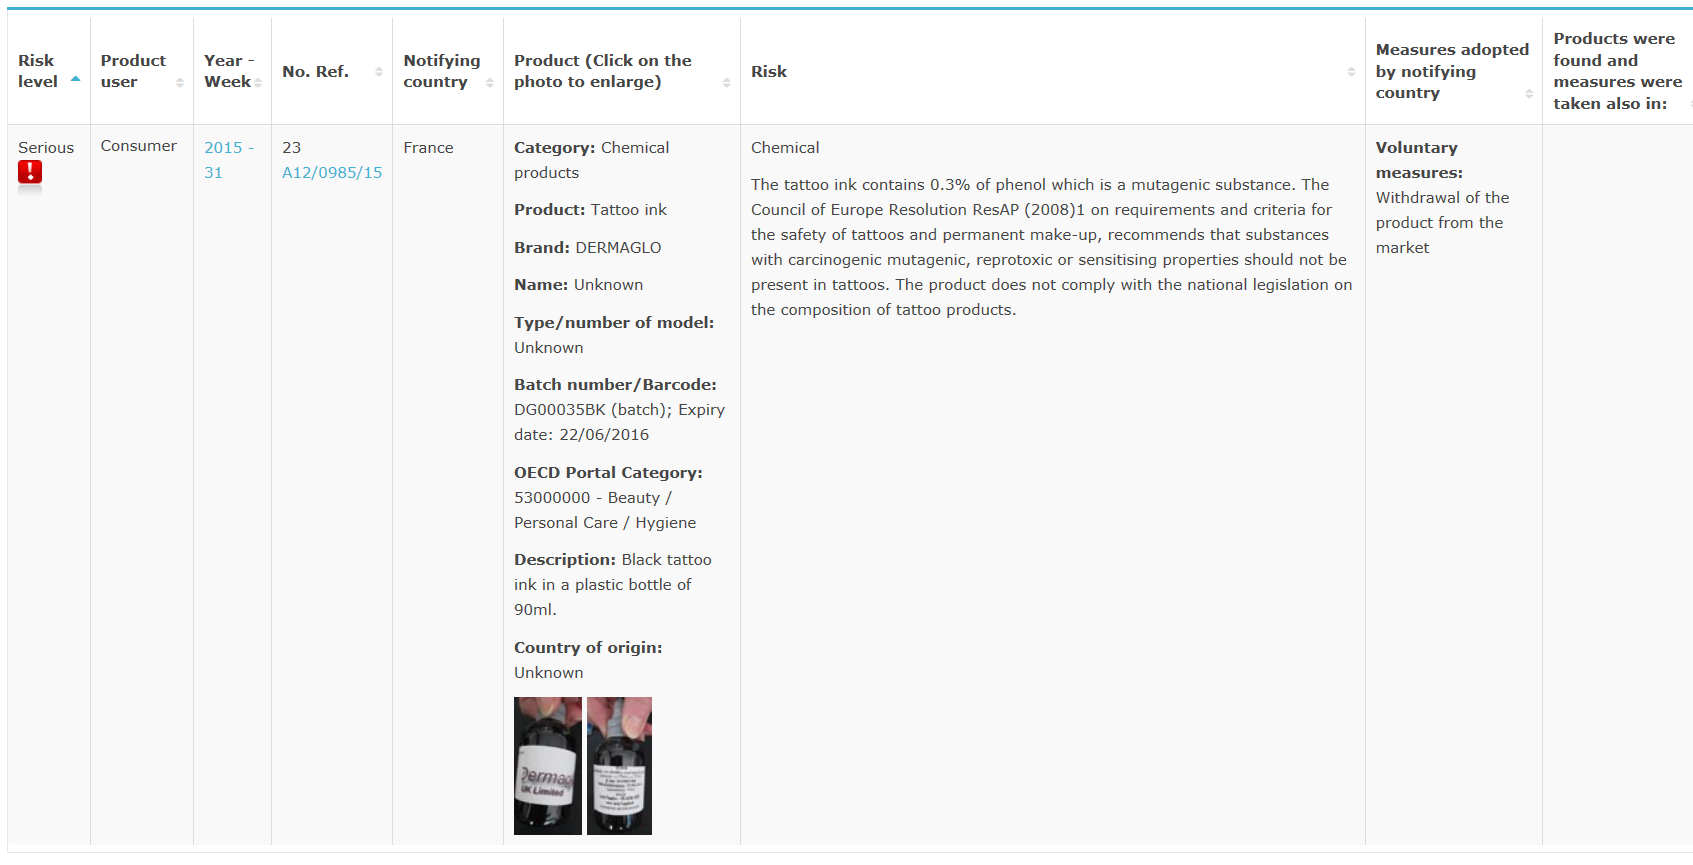 Risk
level
Product
user
Year -
Week
No. Ref.
Notifying
country
Product (Click on the
photo to enlarge)
Risk
Measures adopted
by notifying
country
Products were
found and
measures were
taken also in:
Serious
Consumer
2015 -
31
23
A12/0985/15
France
Category: Chemical
products
Product: Tattoo ink
Brand: DERMAGLO
Name: Unknown
Type/number of model:
Unknown
Batch number/Barcode:
DG00035BK (batch); Expiry
date: 22/06/2016
OECD Portal Category:
53000000 - Beauty /
Personal Care / Hygiene
Description: Black tattoo
ink in a plastic bottle of
90ml.
Country of origin:
Unknown
Dermagl
UK Limited
Chemical
The tattoo ink contains 0.3% of phenol which is a mutagenic substance. The
Council of Europe Resolution ResAP (2008)1 on requirements and criteria for
the safety of tattoos and permanent make-up, recommends that substances
with carcinogenic mutagenic, reprotoxic or sensitising properties should not be
present in tattoos. The product does not comply with the national legislation on
the composition of tattoo products.
Voluntary
measures:
Withdrawal of the
product from the
market